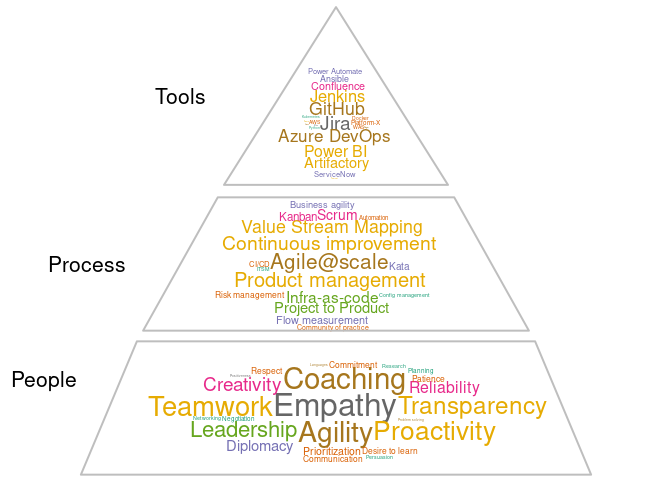 Tools
Power Automate
Ansible
Confluence
Jenkins
GitHub
AWS Jira Docker
Platform-X
Azure DevOps
Power BI
Artifactory
ServiceNow
Process
Business agility
Kanban Scrum Automation
Value Stream Mapping
Continuous improvement
CI/CD Agile@scale Kata
Product management
Risk management Infra-as-code Config management
Project to Product
Flow measurement
Community of practice
People
Languages Commitment Research
Respect Coaching Planning
Patience
Creativity Reliability
Teamwork Empathy Transparency
Networking Negotiation
Leadership Agility Proactivity
Diplomacy
Prioritization Desire to learn
Communication Persuasion